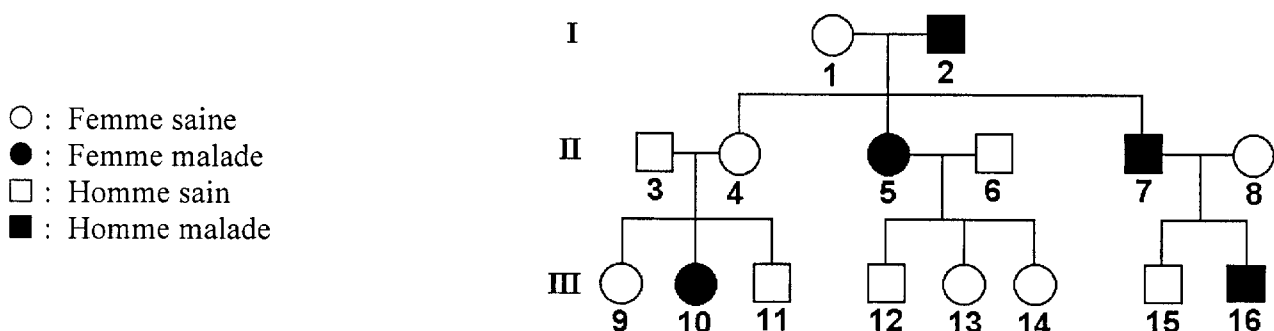 I
1 2
○ : Femme saine
● : Femme malade
□ : Homme sain
■ : Homme malade
II
3 4 5 6 7 8
III
9 10 11 12 13 14 15 16